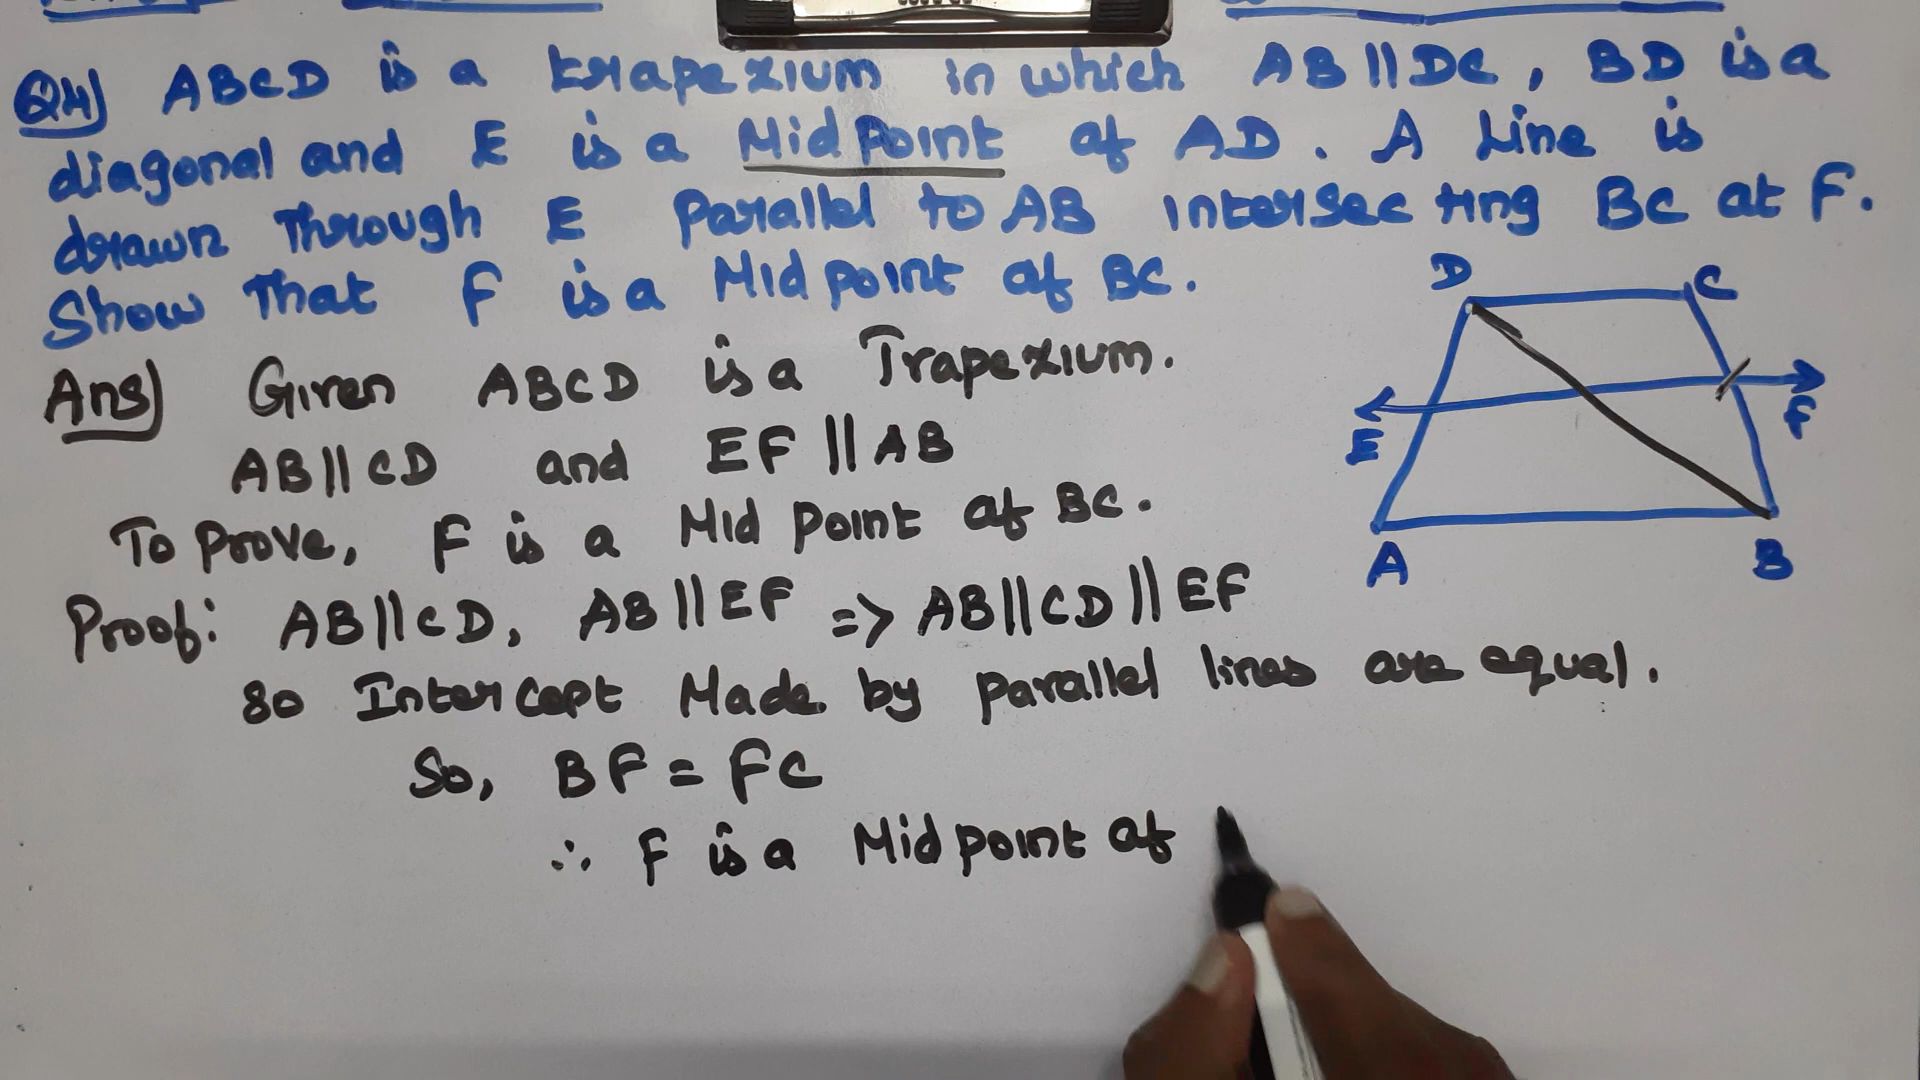 Q4) ABCD is a trapezium in which AB || DC, BD is a
diagonal and E is a Mid Point of AD. A Line is
drawn Through E Parallel to AB intersecting BC at F.
Show That F is a Mid point of BC.
Ans) Given ABCD is a Trapezium.
AB || CD and EF || AB
To Prove, F is a Mid Point of BC.
Proof: AB || CD, AB || EF => AB || CD || EF
So Intercept Made by parallel lines are equal.
So, BF = FC
∴ F is a Mid point of
D C
E F
A B